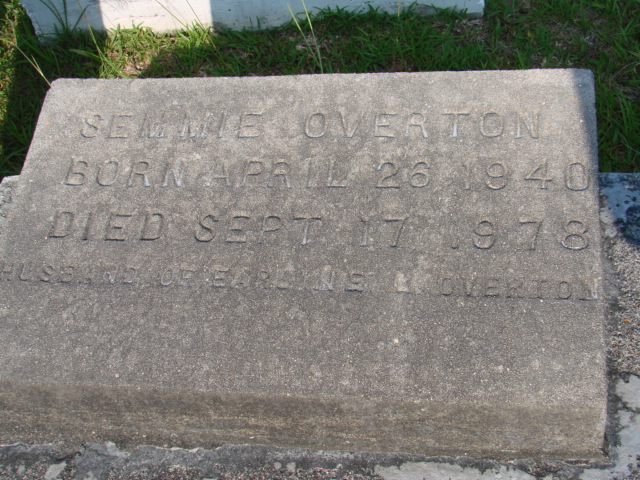 SEMMIE OVERTON
BORN APRIL 26 1940
DIED SEPT 17 1978
HUSBAND OF EARLINE L OVERTON